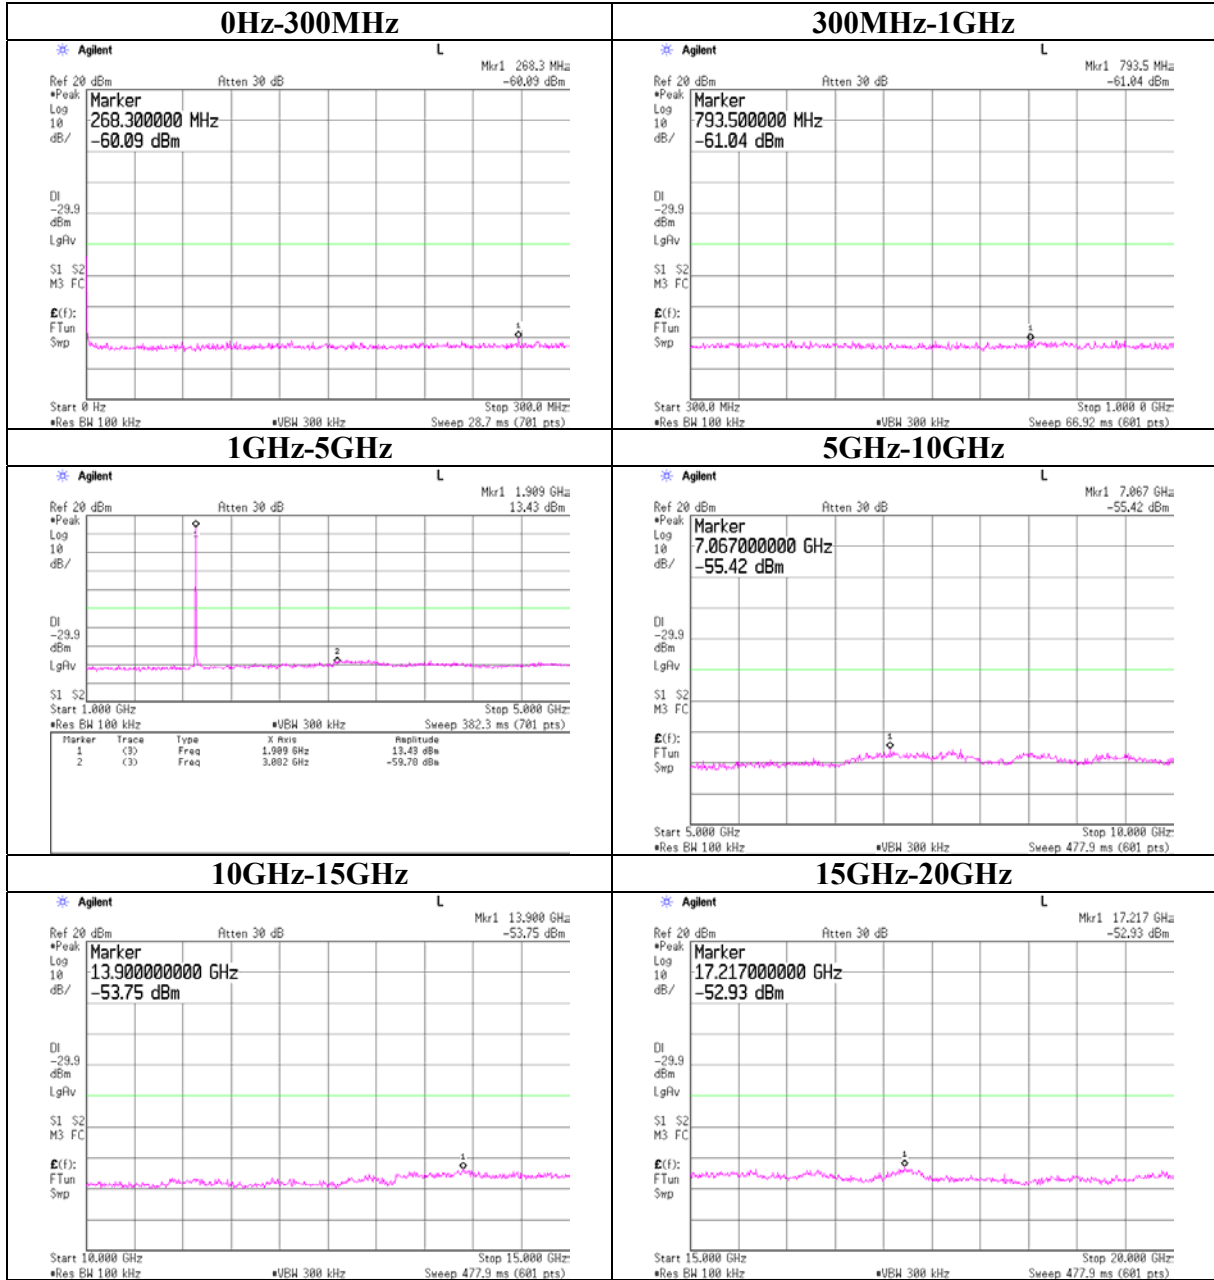 0Hz-300MHz
Agilent
L
Mkr1 268.3 MHz
Ref 20 dBm Atten 30 dB -60.09 dBm
#Peak
Log
10
dB/
Marker
268.300000 MHz
-60.09 dBm
DI
-29.9
dBm
LgAv
S1 S2
M3 FC
£(f):
FTun
Swp
1
Start 0 Hz Stop 300.0 MHz
#Res BW 100 kHz #VBW 300 kHz Sweep 28.7 ms (701 pts)
300MHz-1GHz
Agilent
L
Mkr1 793.5 MHz
Ref 20 dBm Atten 30 dB -61.04 dBm
#Peak
Log
10
dB/
Marker
793.500000 MHz
-61.04 dBm
DI
-29.9
dBm
LgAv
S1 S2
M3 FC
£(f):
FTun
Swp
1
Start 300.0 MHz Stop 1.000 0 GHz
#Res BW 100 kHz #VBW 300 kHz Sweep 66.92 ms (601 pts)
1GHz-5GHz
Agilent
L
Mkr1 1.909 GHz
Ref 20 dBm Atten 30 dB 13.43 dBm
#Peak
Log
10
dB/
1
DI
-29.9
dBm
LgAv
2
S1 S2
Start 1.000 GHz Stop 5.000 GHz
#Res BW 100 kHz #VBW 300 kHz Sweep 382.3 ms (701 pts)
Marker Trace Type X Axis Amplitude
1 (3) Freq 1.909 GHz 13.43 dBm
2 (3) Freq 3.082 GHz -59.78 dBm
5GHz-10GHz
Agilent
L
Mkr1 7.067 GHz
Ref 20 dBm Atten 30 dB -55.42 dBm
#Peak
Log
10
dB/
Marker
7.067000000 GHz
-55.42 dBm
DI
-29.9
dBm
LgAv
S1 S2
M3 FC
£(f):
FTun
Swp
1
Start 5.000 GHz Stop 10.000 GHz
#Res BW 100 kHz #VBW 300 kHz Sweep 477.9 ms (601 pts)
10GHz-15GHz
Agilent
L
Mkr1 13.900 GHz
Ref 20 dBm Atten 30 dB -53.75 dBm
#Peak
Log
10
dB/
Marker
13.900000000 GHz
-53.75 dBm
DI
-29.9
dBm
LgAv
S1 S2
M3 FC
£(f):
FTun
Swp
1
Start 10.000 GHz Stop 15.000 GHz
#Res BW 100 kHz #VBW 300 kHz Sweep 477.9 ms (601 pts)
15GHz-20GHz
Agilent
L
Mkr1 17.217 GHz
Ref 20 dBm Atten 30 dB -52.93 dBm
#Peak
Log
10
dB/
Marker
17.217000000 GHz
-52.93 dBm
DI
-29.9
dBm
LgAv
S1 S2
M3 FC
£(f):
FTun
Swp
1
Start 15.000 GHz Stop 20.000 GHz
#Res BW 100 kHz #VBW 300 kHz Sweep 477.9 ms (601 pts)